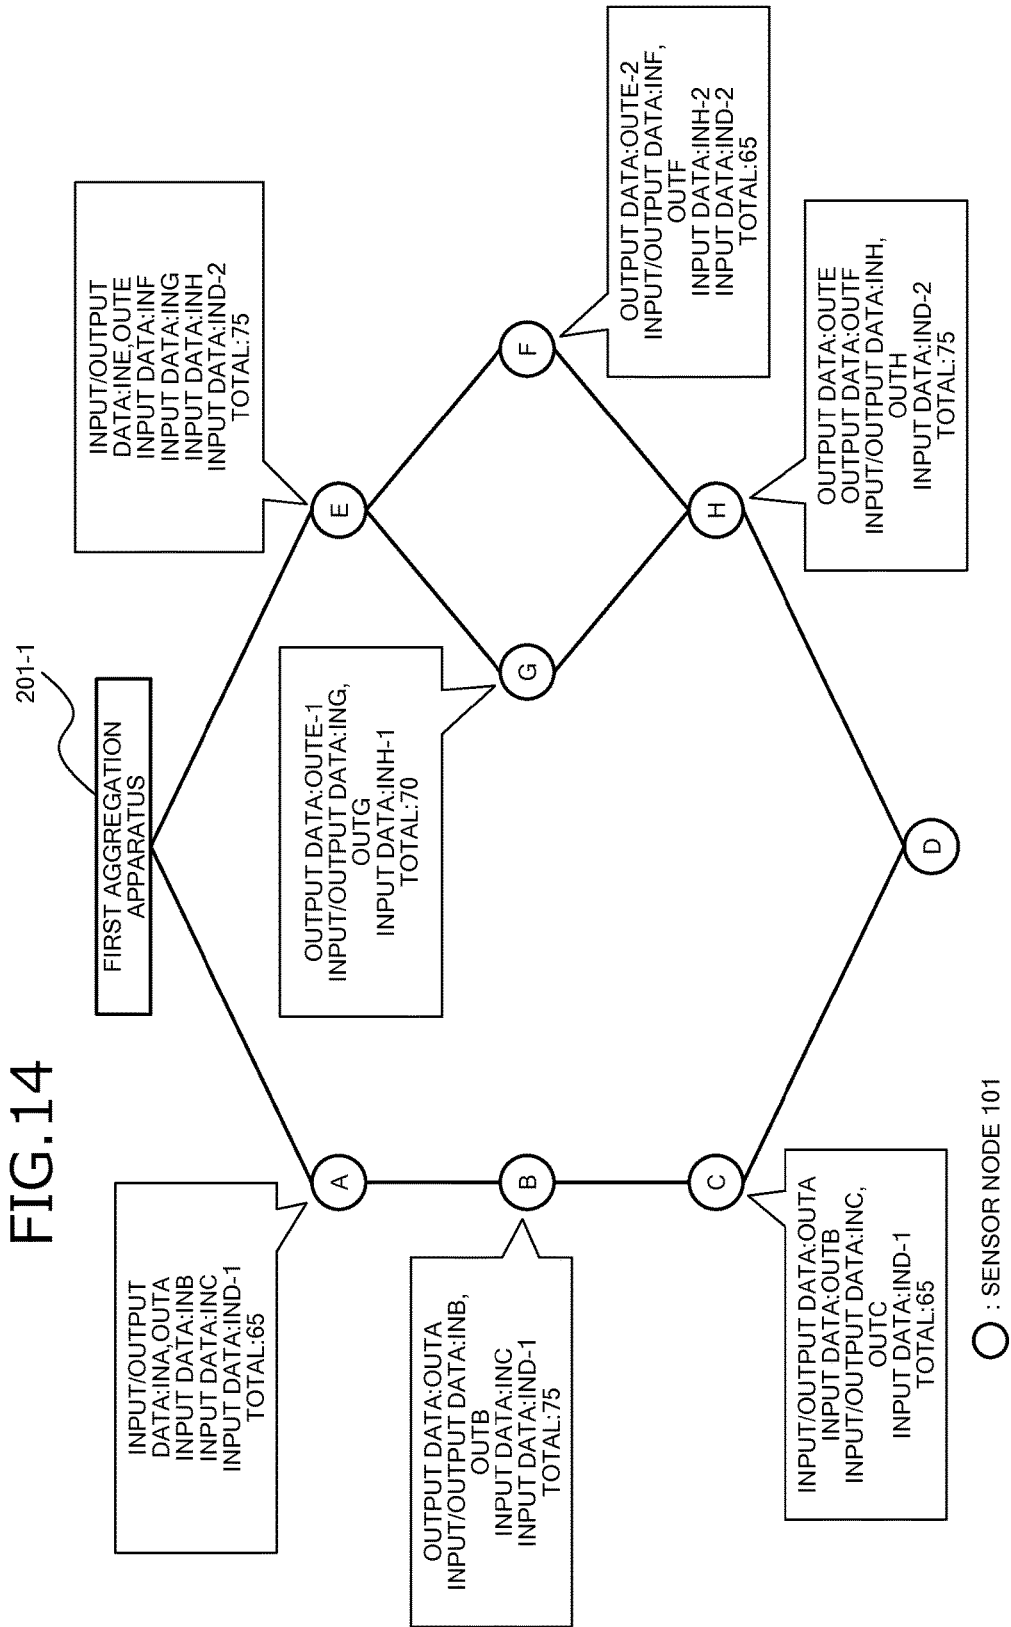 FIG.14
201-1
FIRST AGGREGATION
APPARATUS
INPUT/OUTPUT
DATA:INA,OUTA
INPUT DATA:INB
INPUT DATA:INC
INPUT DATA:IND-1
TOTAL:65
A
OUTPUT DATA:OUTA
INPUT/OUTPUT DATA:INB,
OUTB
INPUT DATA:INC
INPUT DATA:IND-1
TOTAL:75
B
INPUT/OUTPUT DATA:OUTA
INPUT DATA:OUTB
INPUT/OUTPUT DATA:INC,
OUTC
INPUT DATA:IND-1
TOTAL:65
C
D
INPUT/OUTPUT
DATA:INE,OUTE
INPUT DATA:INF
INPUT DATA:ING
INPUT DATA:INH
INPUT DATA:IND-2
TOTAL:75
E
OUTPUT DATA:OUTE-1
INPUT/OUTPUT DATA:ING,
OUTG
INPUT DATA:INH-1
TOTAL:70
G
OUTPUT DATA:OUTE-2
INPUT/OUTPUT DATA:INF,
OUTF
INPUT DATA:INH-2
INPUT DATA:IND-2
TOTAL:65
F
OUTPUT DATA:OUTE
OUTPUT DATA:OUTF
INPUT/OUTPUT DATA:INH,
OUTH
INPUT DATA:IND-2
TOTAL:75
H
: SENSOR NODE 101